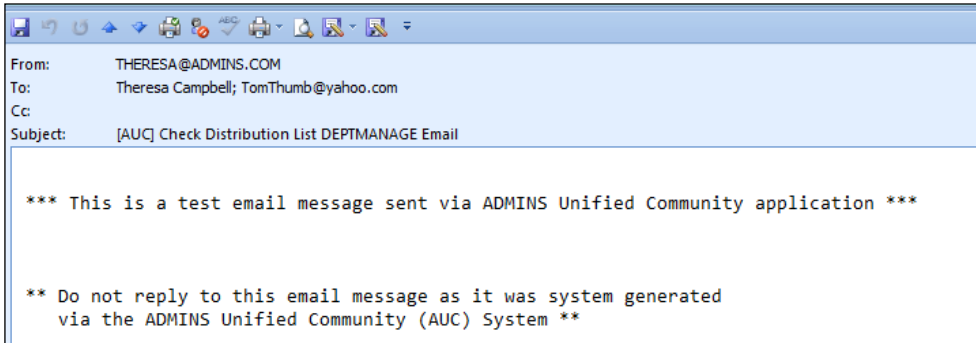 ABC
From: THERESA@ADMINS.COM
To: Theresa Campbell; TomThumb@yahoo.com
Cc:
Subject: [AUC] Check Distribution List DEPTMANAGE Email
*** This is a test email message sent via ADMINS Unified Community application ***
** Do not reply to this email message as it was system generated
via the ADMINS Unified Community (AUC) System **